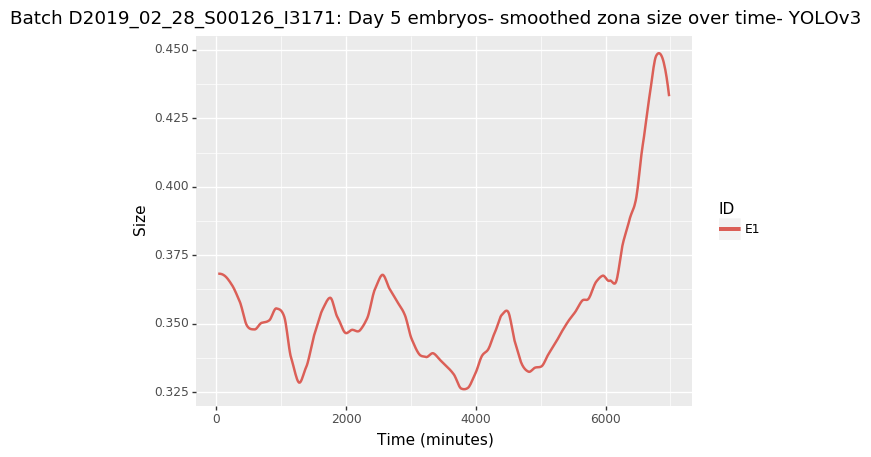 Batch D2019_02_28_S00126_I3171: Day 5 embryos- smoothed zona size over time- YOLOv3
0.450
0.425
0.400
0.375
0.350
0.325
Size
0
2000
4000
6000
Time (minutes)
ID
E1